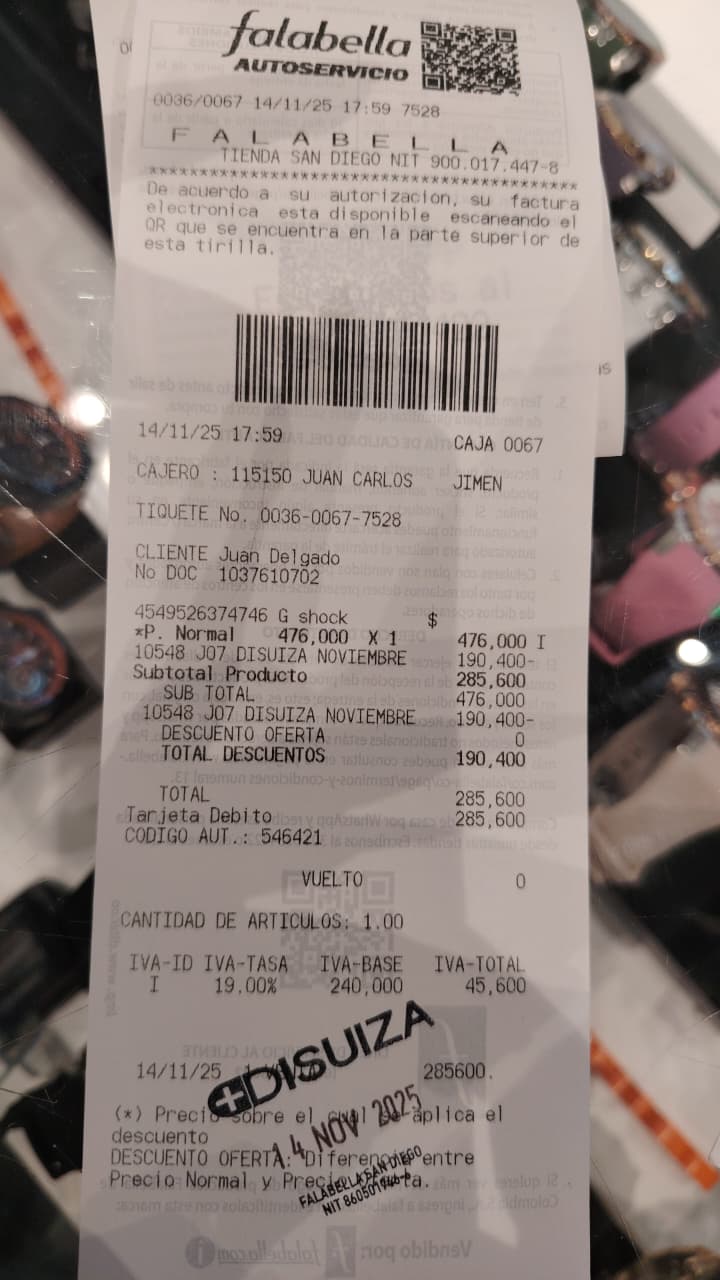 falabella
AUTOSERVICIO
0036/0067 14/11/25 17:59 7528
F A L A B E L L A
TIENDA SAN DIEGO NIT 900.017.447-8
De acuerdo a su autorización, su factura
electronica esta disponible escaneando el
QR que se encuentra en la parte superior de
esta tirilla.
14/11/25 17:59 CAJA 0067
CAJERO : 115150 JUAN CARLOS JIMEN
TIQUETE No. 0036-0067-7528
CLIENTE Juan Delgado
No DOC 1037610702
4549526374746 G shock $
*P. Normal 476,000 X 1 476,000 I
10548 J07 DISUIZA NOVIEMBRE 190,400-
Subtotal Producto 285,600
SUB TOTAL 476,000
10548 J07 DISUIZA NOVIEMBRE 190,400-
DESCUENTO OFERTA 0
TOTAL DESCUENTOS 190,400
TOTAL 285,600
Tarjeta Debito 285,600
CODIGO AUT.: 546421
VUELTO 0
CANTIDAD DE ARTICULOS: 1.00
IVA-ID IVA-TASA IVA-BASE IVA-TOTAL
I 19.00% 240,000 45,600
14/11/25 285600.
DISUIZA
14 NOV 2025
FALABELLA SAN DIEGO
(*) Precio sobre el cual se aplica el
descuento
DESCUENTO OFERTA: Diferencia entre
Precio Normal y Precio